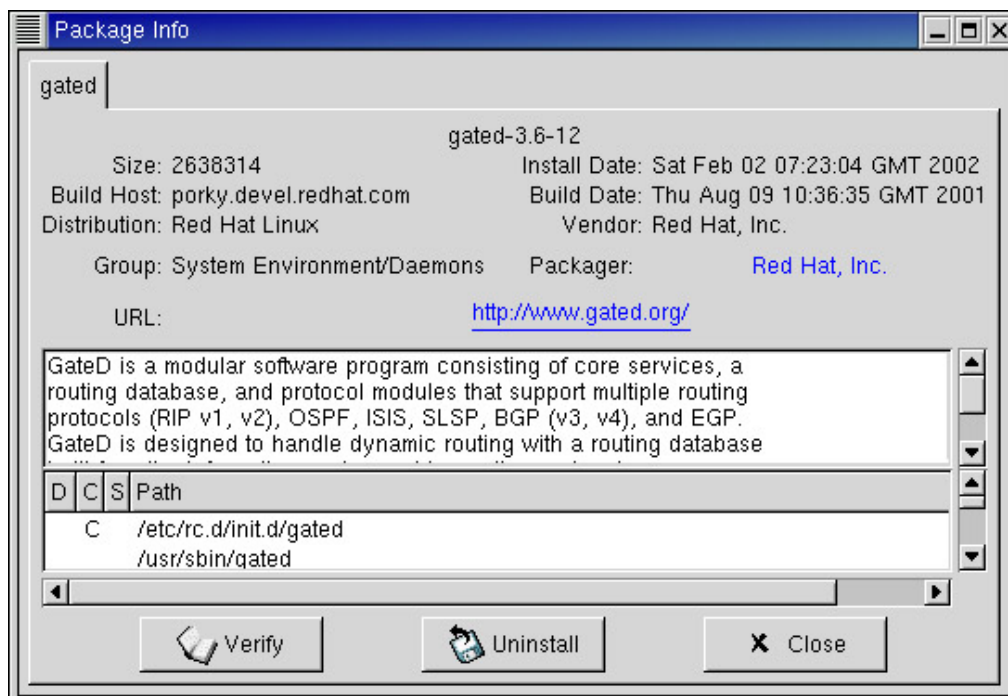 Package Info
gated
gated-3.6-12
Size: 2638314 Install Date: Sat Feb 02 07:23:04 GMT 2002
Build Host: porky.devel.redhat.com Build Date: Thu Aug 09 10:36:35 GMT 2001
Distribution: Red Hat Linux Vendor: Red Hat, Inc.
Group: System Environment/Daemons Packager: Red Hat, Inc.
URL: http://www.gated.org/
GateD is a modular software program consisting of core services, a
routing database, and protocol modules that support multiple routing
protocols (RIP v1, v2), OSPF, ISIS, SLSP, BGP (v3, v4), and EGP.
GateD is designed to handle dynamic routing with a routing database
D C S Path
C /etc/rc.d/init.d/gated
/usr/sbin/gated
Verify Uninstall Close